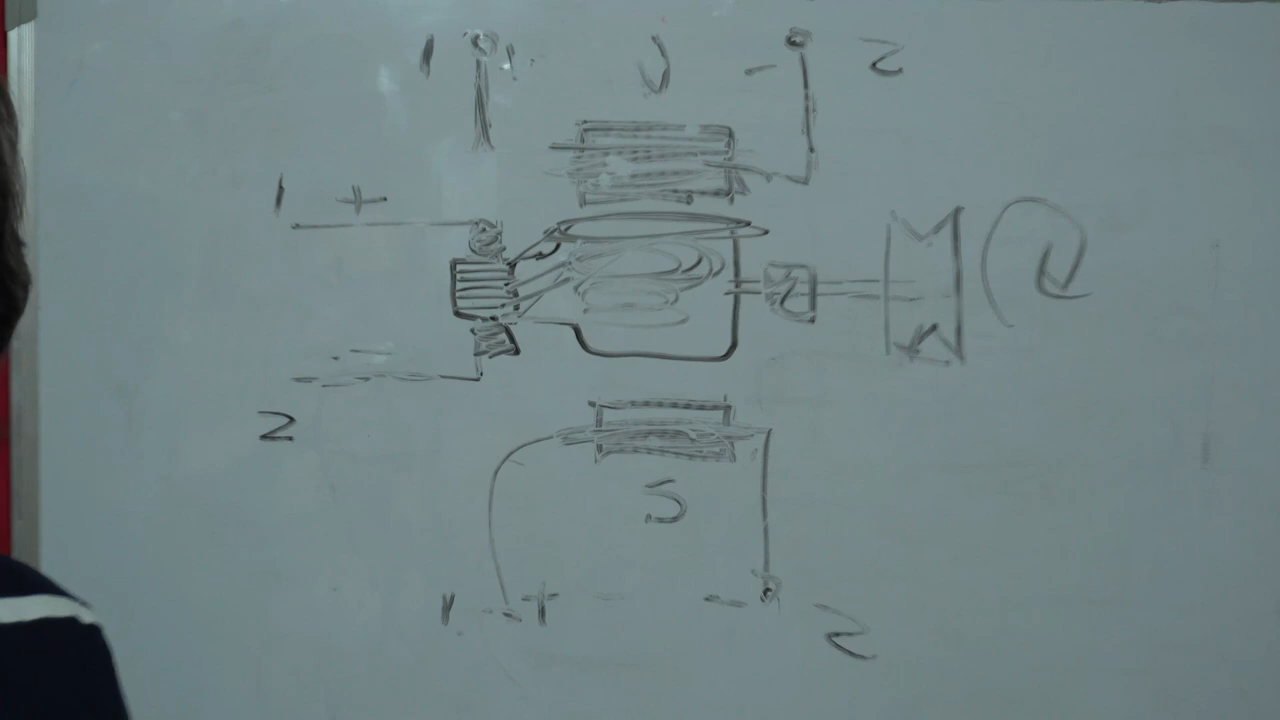 1 - 2
1 +
2
S
1 + - 2